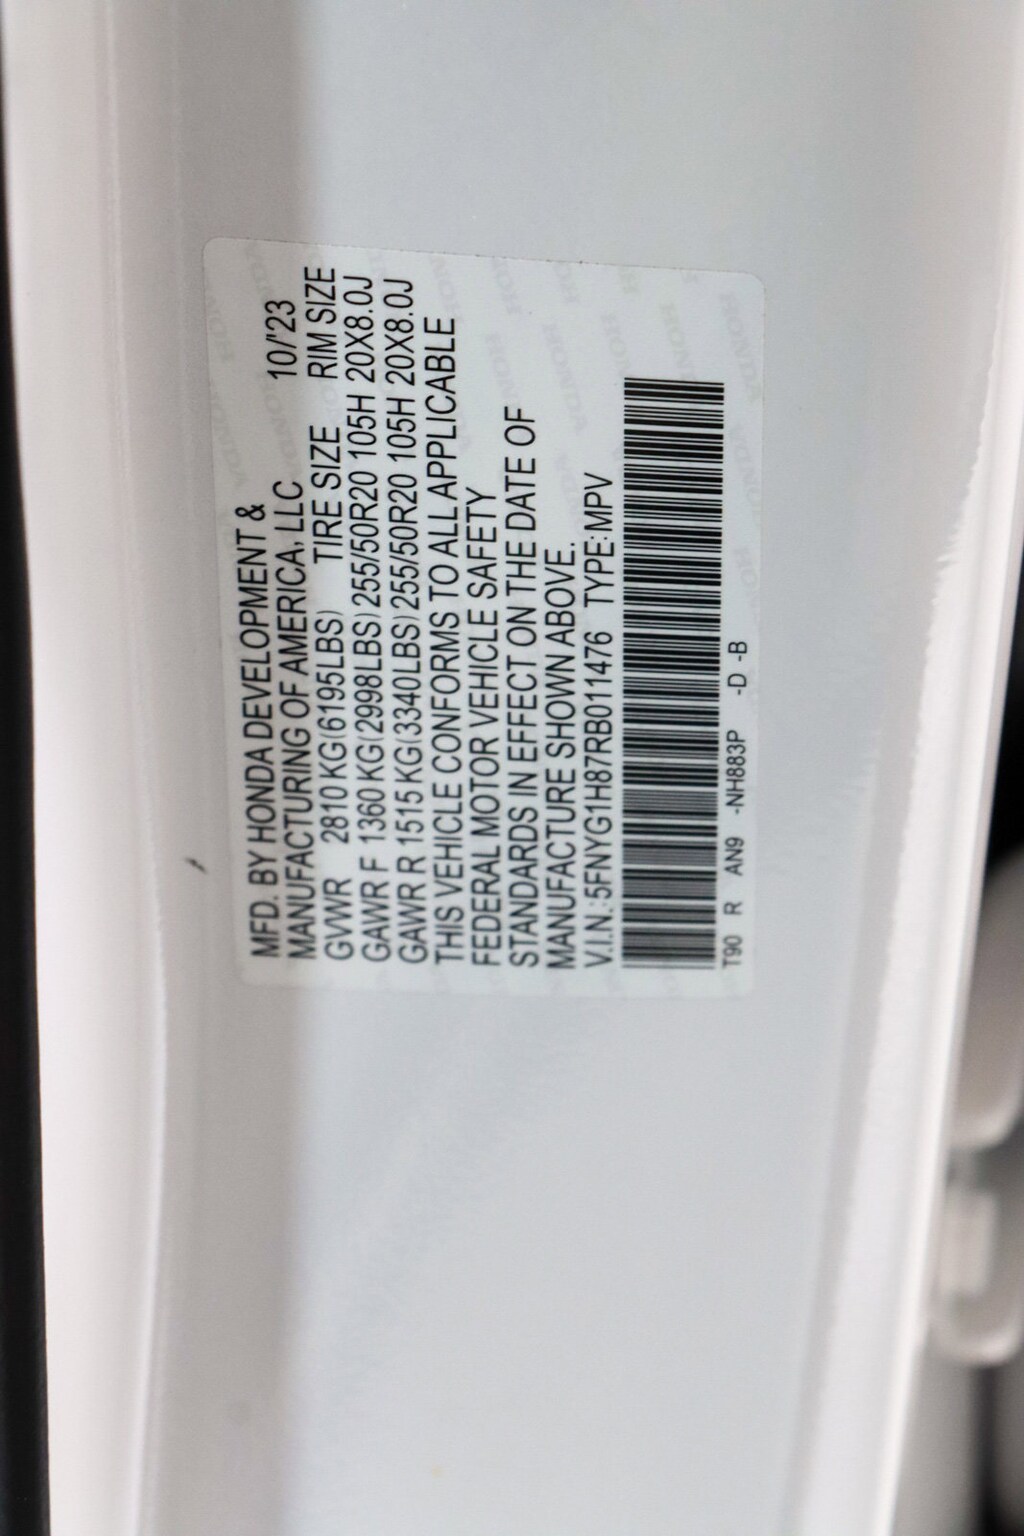 MFD. BY HONDA DEVELOPMENT &
MANUFACTURING OF AMERICA, LLC 10/'23
GVWR 2810 KG(6195LBS) TIRE SIZE RIM SIZE
GAWR F 1360 KG(2998LBS) 255/50R20 105H 20X8.0J
GAWR R 1515 KG(3340LBS) 255/50R20 105H 20X8.0J
THIS VEHICLE CONFORMS TO ALL APPLICABLE
FEDERAL MOTOR VEHICLE SAFETY
STANDARDS IN EFFECT ON THE DATE OF
MANUFACTURE SHOWN ABOVE.
V.I.N.:5FNYG1H87RB011476 TYPE:MPV
T90 R AN9 -NH883P -D -B